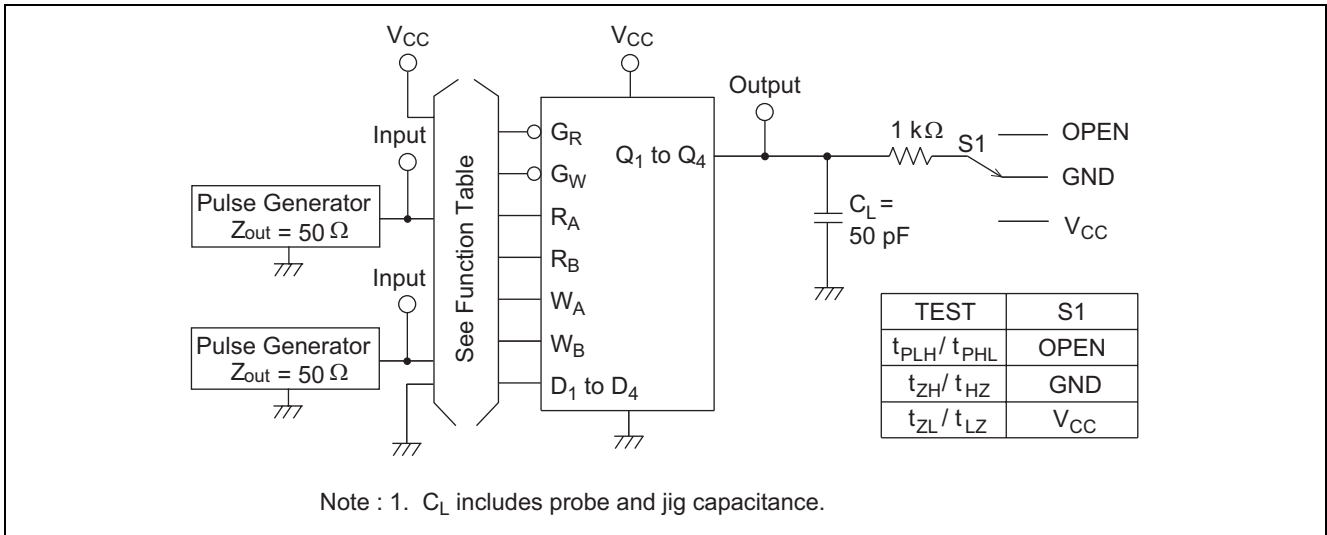 VCC
VCC
Output
Input
Pulse Generator
Zout = 50 Ω
Input
Pulse Generator
Zout = 50 Ω
See Function Table
GR
GW
RA
RB
WA
WB
D1 to D4
Q1 to Q4
1 kΩ
S1
OPEN
GND
VCC
CL =
50 pF
TEST S1
tPLH / tPHL OPEN
tZH / tHZ GND
tZL / tLZ VCC
Note : 1. CL includes probe and jig capacitance.